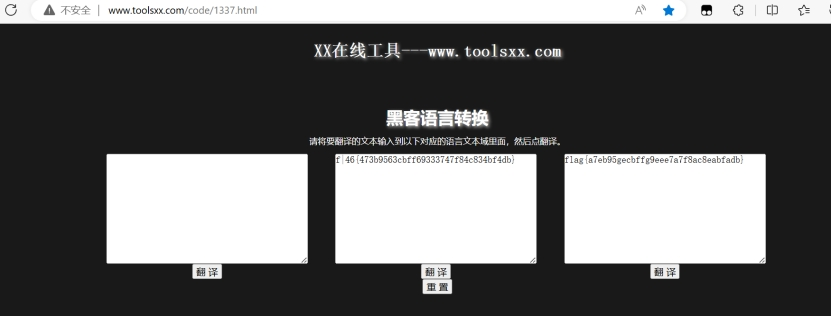 不安全 | www.toolsxx.com/code/1337.html
XX在线工具---www.toolsxx.com
黑客语言转换
请将要翻译的文本输入到以下对应的语言文本域里面，然后点翻译。
f|46{473b9563cbff69333747f84c834bf4db}
flag{a7eb95gecbffg9eee7a7f8ac8eabfadb}
翻 译
翻 译
翻 译
重 置